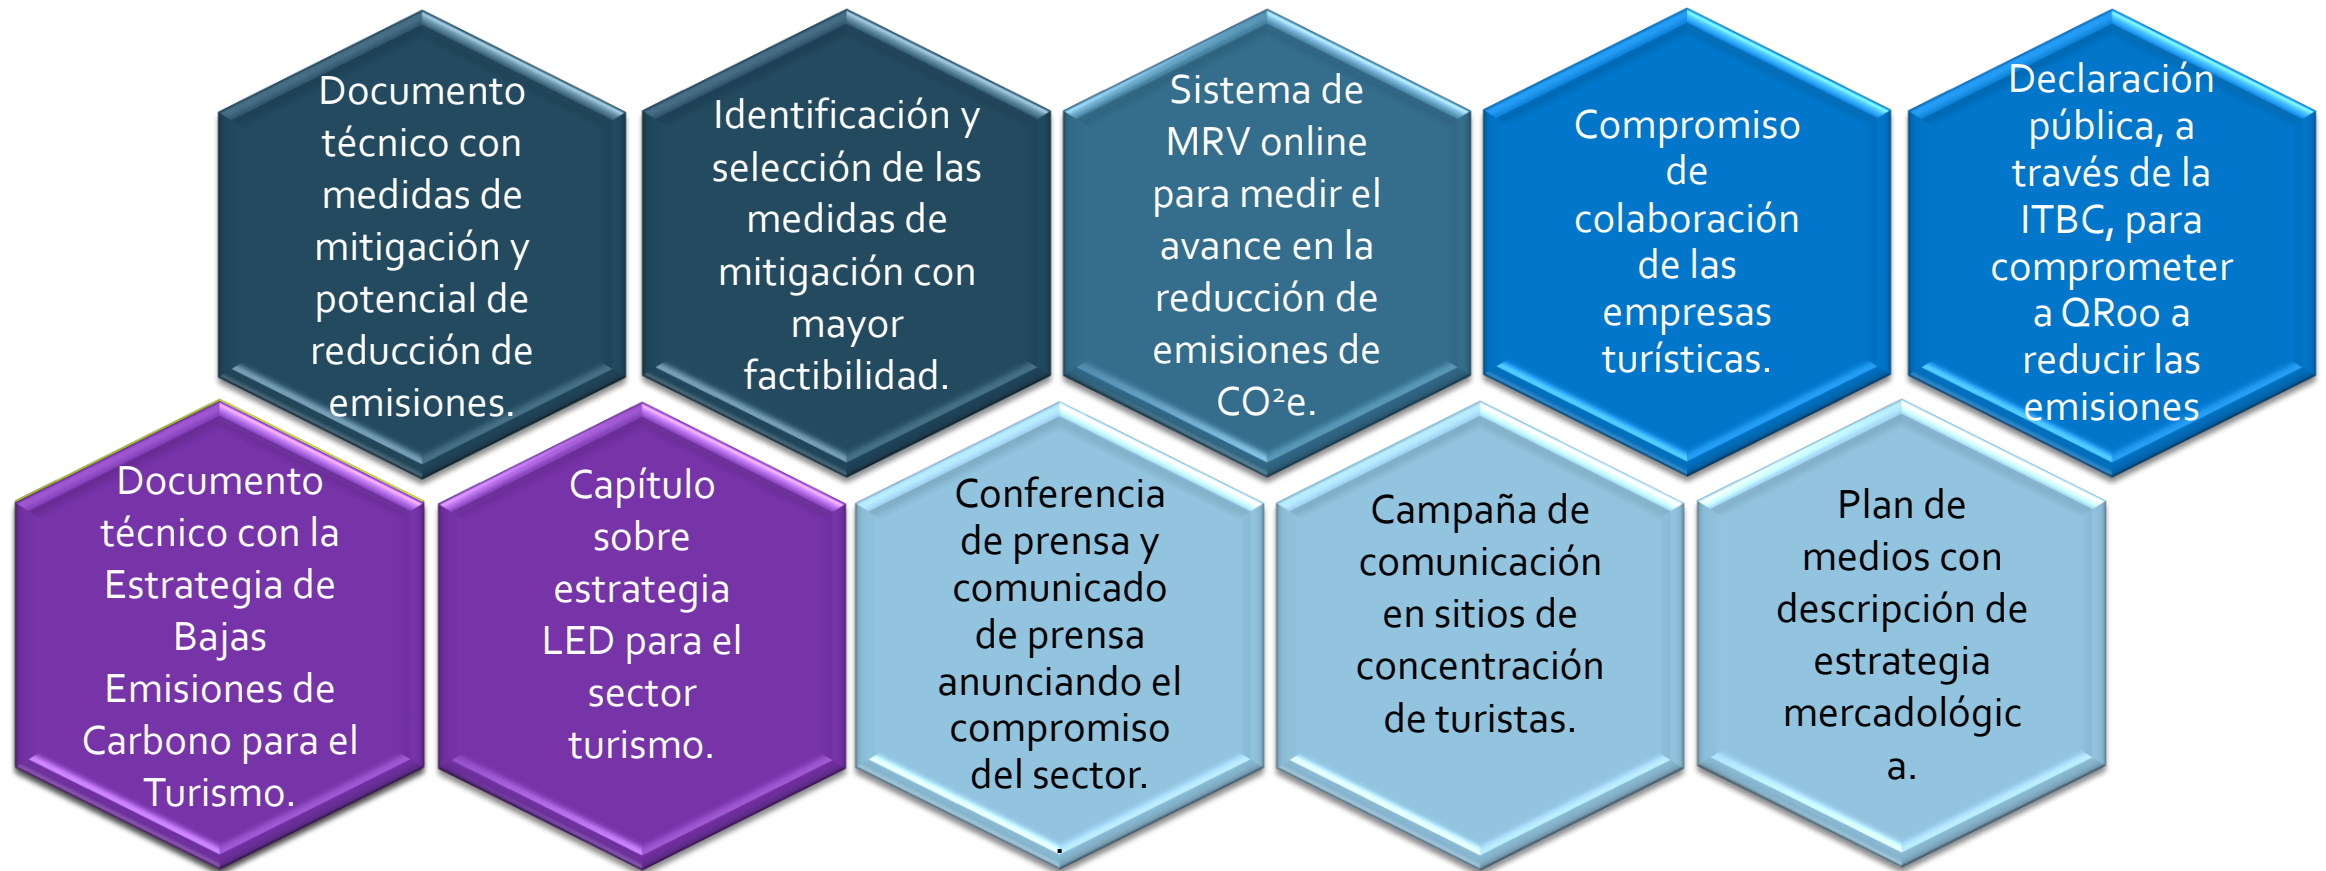 Documento
técnico con
medidas de
mitigación y
potencial de
reducción de
emisiones.
Identificación y
selección de las
medidas de
mitigación con
mayor
factibilidad.
Sistema de
MRV online
para medir el
avance en la
reducción de
emisiones de
CO²e.
Compromiso
de
colaboración
de las
empresas
turísticas.
Declaración
pública, a
través de la
ITBC, para
comprometer
a QRoo a
reducir las
emisiones
Documento
técnico con la
Estrategia de
Bajas
Emisiones de
Carbono para el
Turismo.
Capítulo
sobre
estrategia
LED para el
sector
turismo.
Conferencia
de prensa y
comunicado
de prensa
anunciando el
compromiso
del sector.
.
Campaña de
comunicación
en sitios de
concentración
de turistas.
Plan de
medios con
descripción de
estrategia
mercadológic
a.